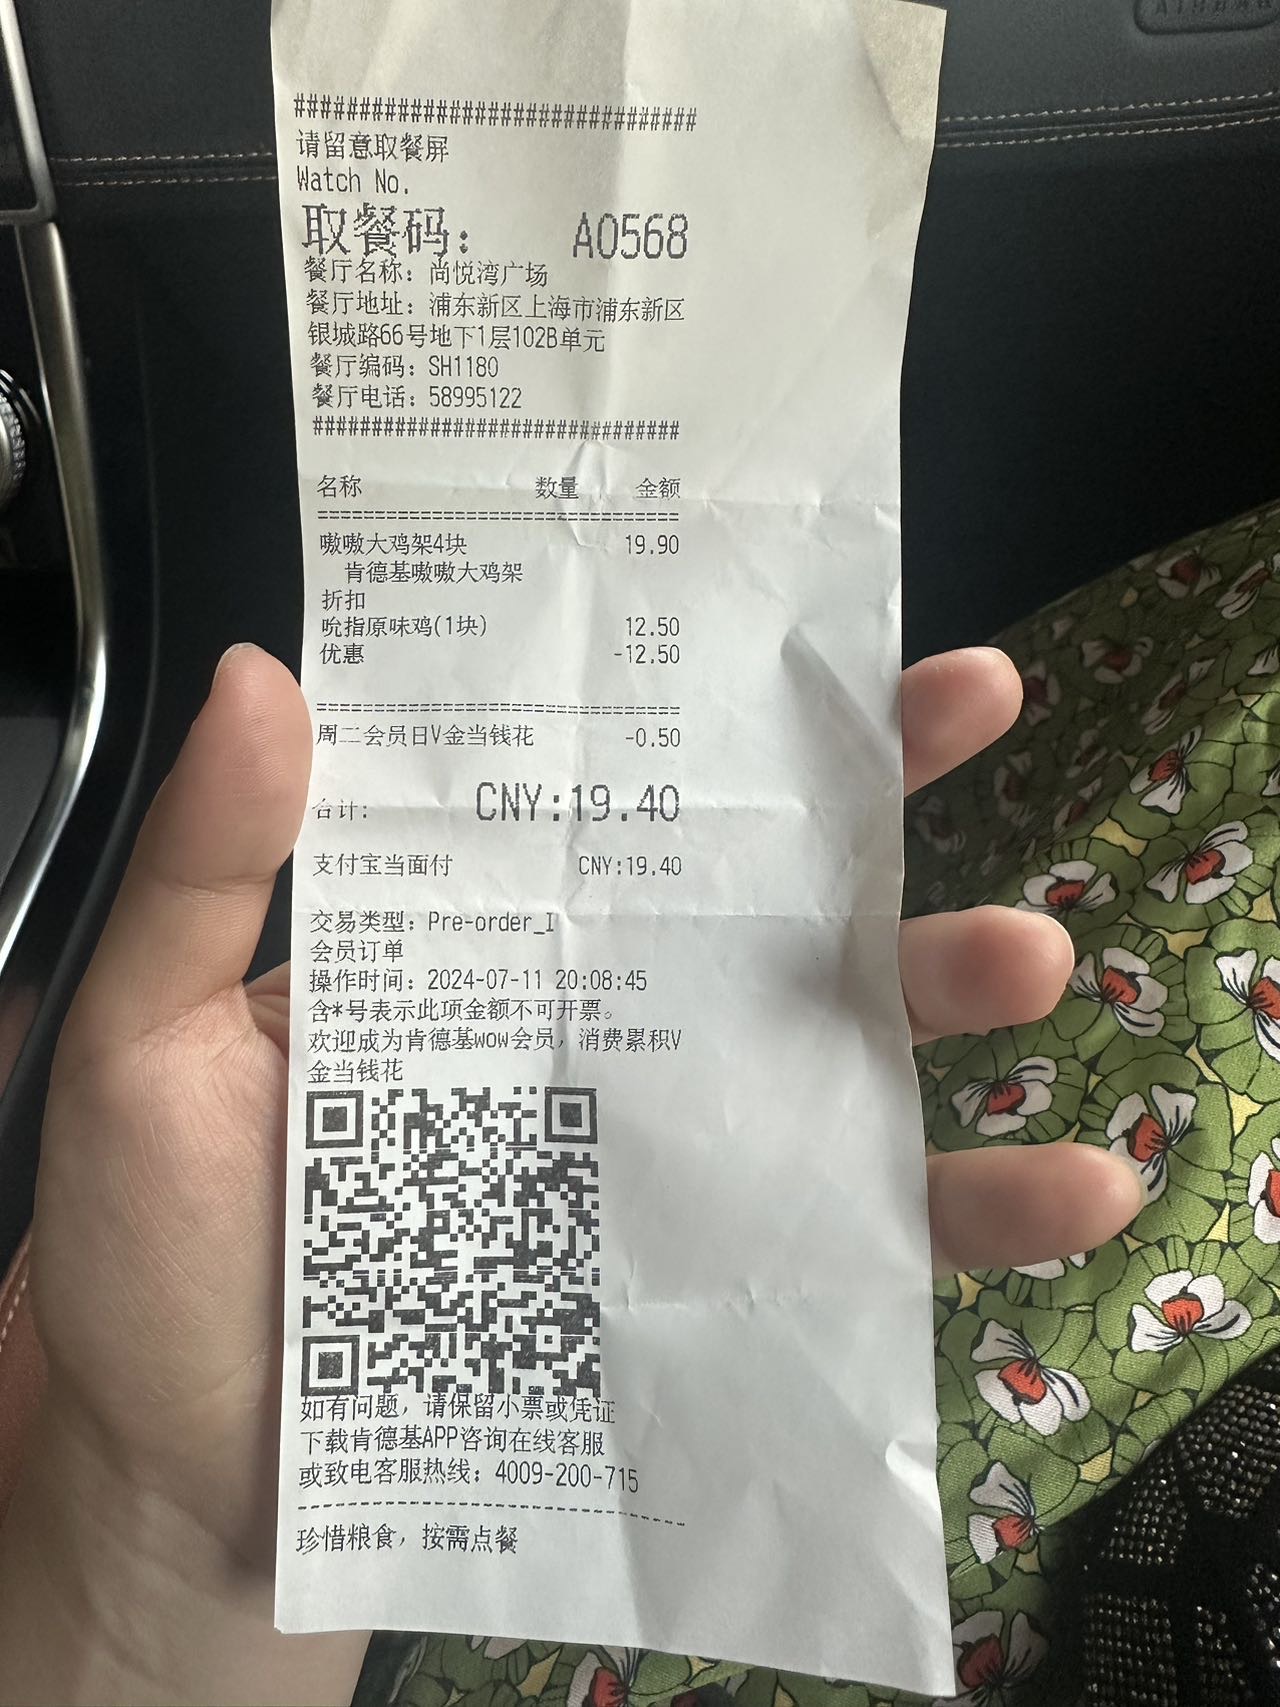 ###############################
请留意取餐屏
Watch No.
取餐码: A0568
餐厅名称: 尚悦湾广场
餐厅地址: 浦东新区上海市浦东新区
银城路66号地下1层102B单元
餐厅编码: SH1180
餐厅电话: 58995122
###############################
名称 数量 金额
==============================
嗷嗷大鸡架4块 19.90
肯德基嗷嗷大鸡架
折扣
吮指原味鸡(1块) 12.50
优惠 -12.50
==============================
周二会员日V金当钱花 -0.50
合计: CNY:19.40
支付宝当面付 CNY:19.40
交易类型: Pre-order_I
会员订单
操作时间: 2024-07-11 20:08:45
含*号表示此项金额不可开票。
欢迎成为肯德基wow会员, 消费累积V
金当钱花
如有问题, 请保留小票或凭证
下载肯德基APP咨询在线客服
或致电客服热线: 4009-200-715
--------------------------------
珍惜粮食, 按需点餐